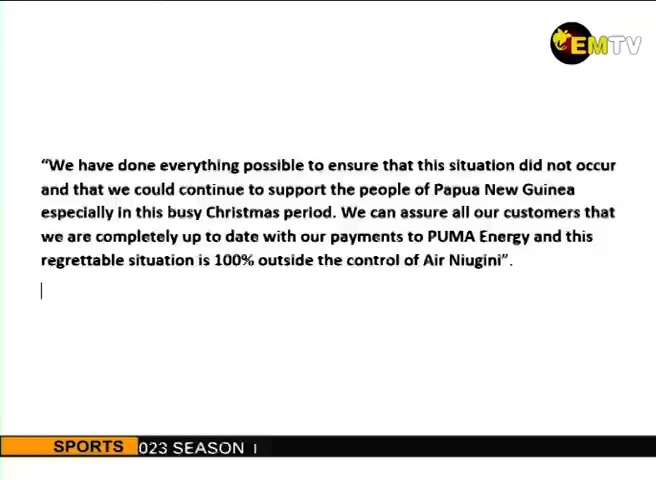 EMTV
“We have done everything possible to ensure that this situation did not occur
and that we could continue to support the people of Papua New Guinea
especially in this busy Christmas period. We can assure all our customers that
we are completely up to date with our payments to PUMA Energy and this
regrettable situation is 100% outside the control of Air Niugini”.
SPORTS 023 SEASON